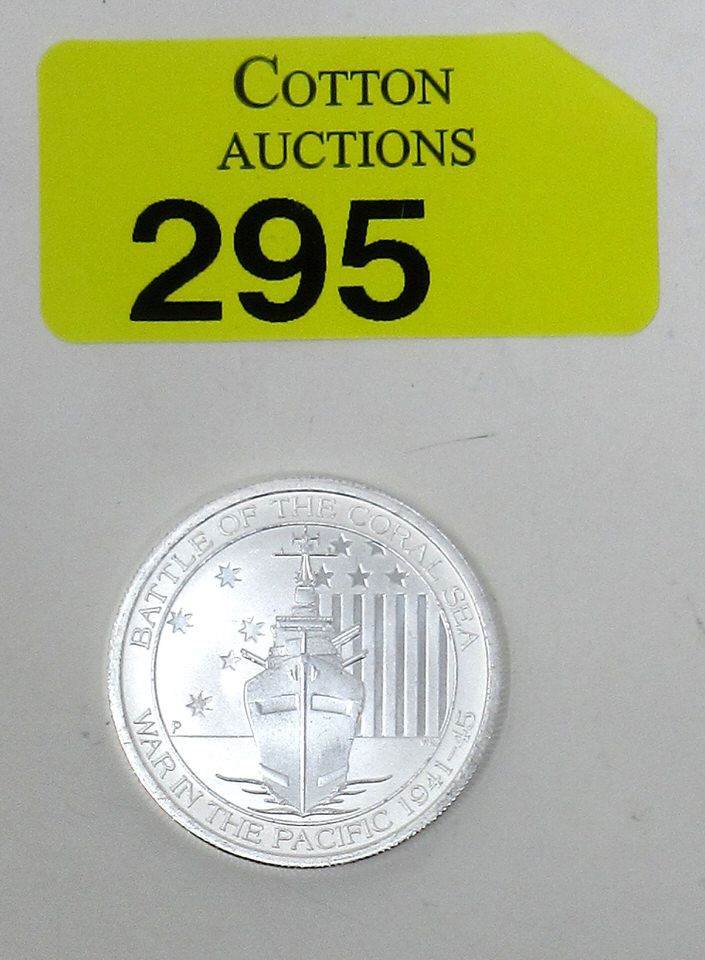 COTTON
AUCTIONS
295
BATTLE OF THE CORAL SEA
P
WAR IN THE PACIFIC 1941-45